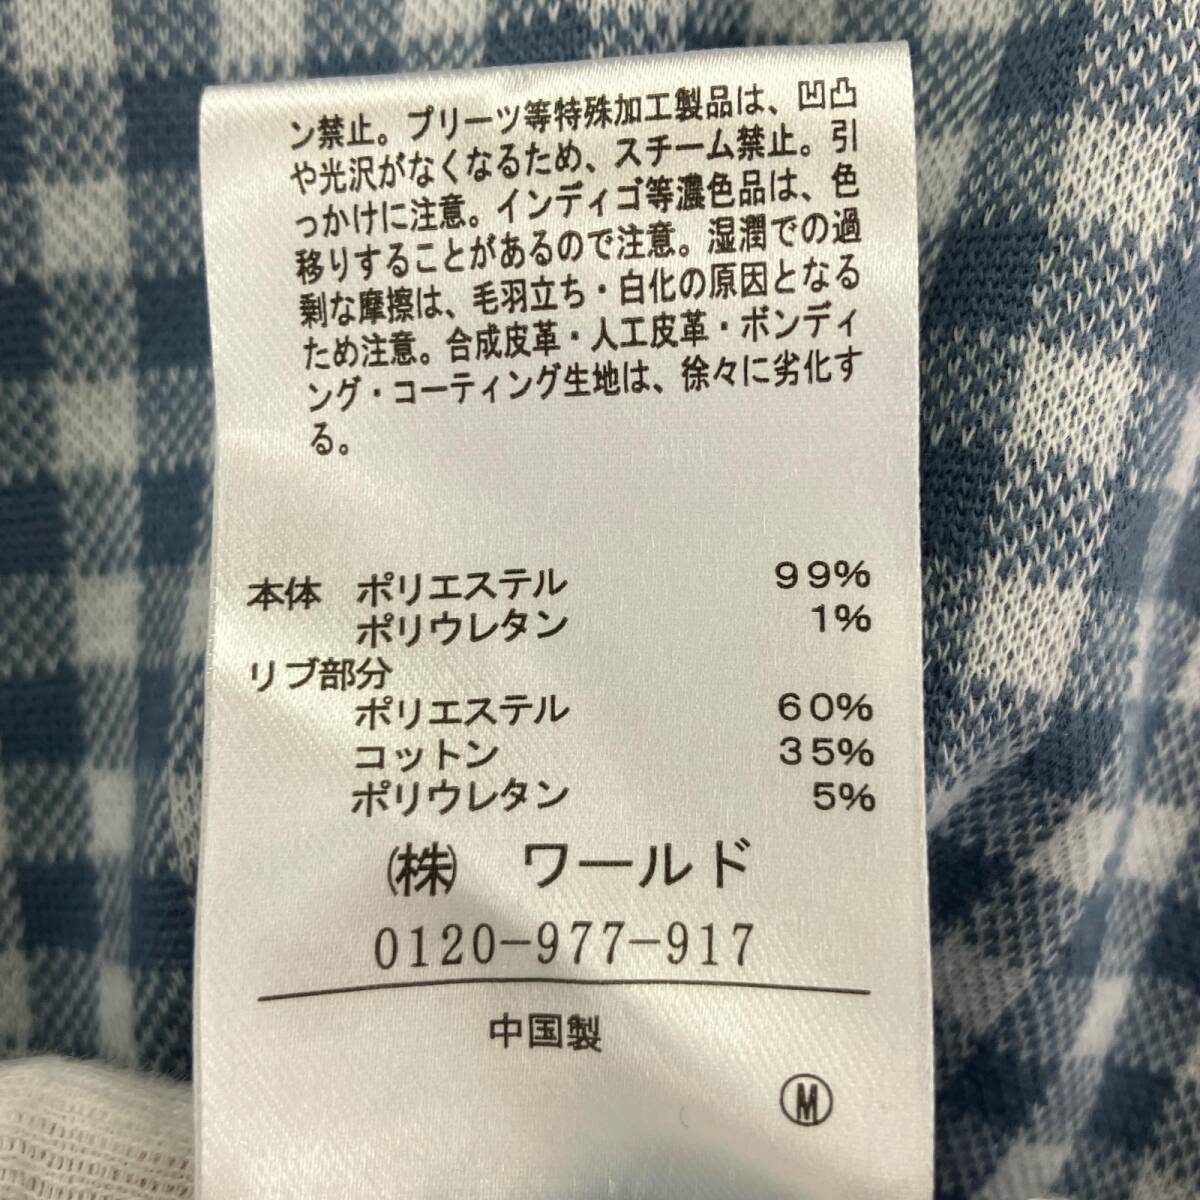 ン禁止。プリーツ等特殊加工製品は、凹凸
や光沢がなくなるため、スチーム禁止。引
っかけに注意。インディゴ等濃色品は、色
移りすることがあるので注意。湿潤での過
剰な摩擦は、毛羽立ち・白化の原因となる
ため注意。合成皮革・人工皮革・ボンディ
ング・コーティング生地は、徐々に劣化す
る。
本体 ポリエステル 99%
ポリウレタン 1%
リブ部分
ポリエステル 60%
コットン 35%
ポリウレタン 5%
㈱ ワールド
0120-977-917
中国製
Ⓜ